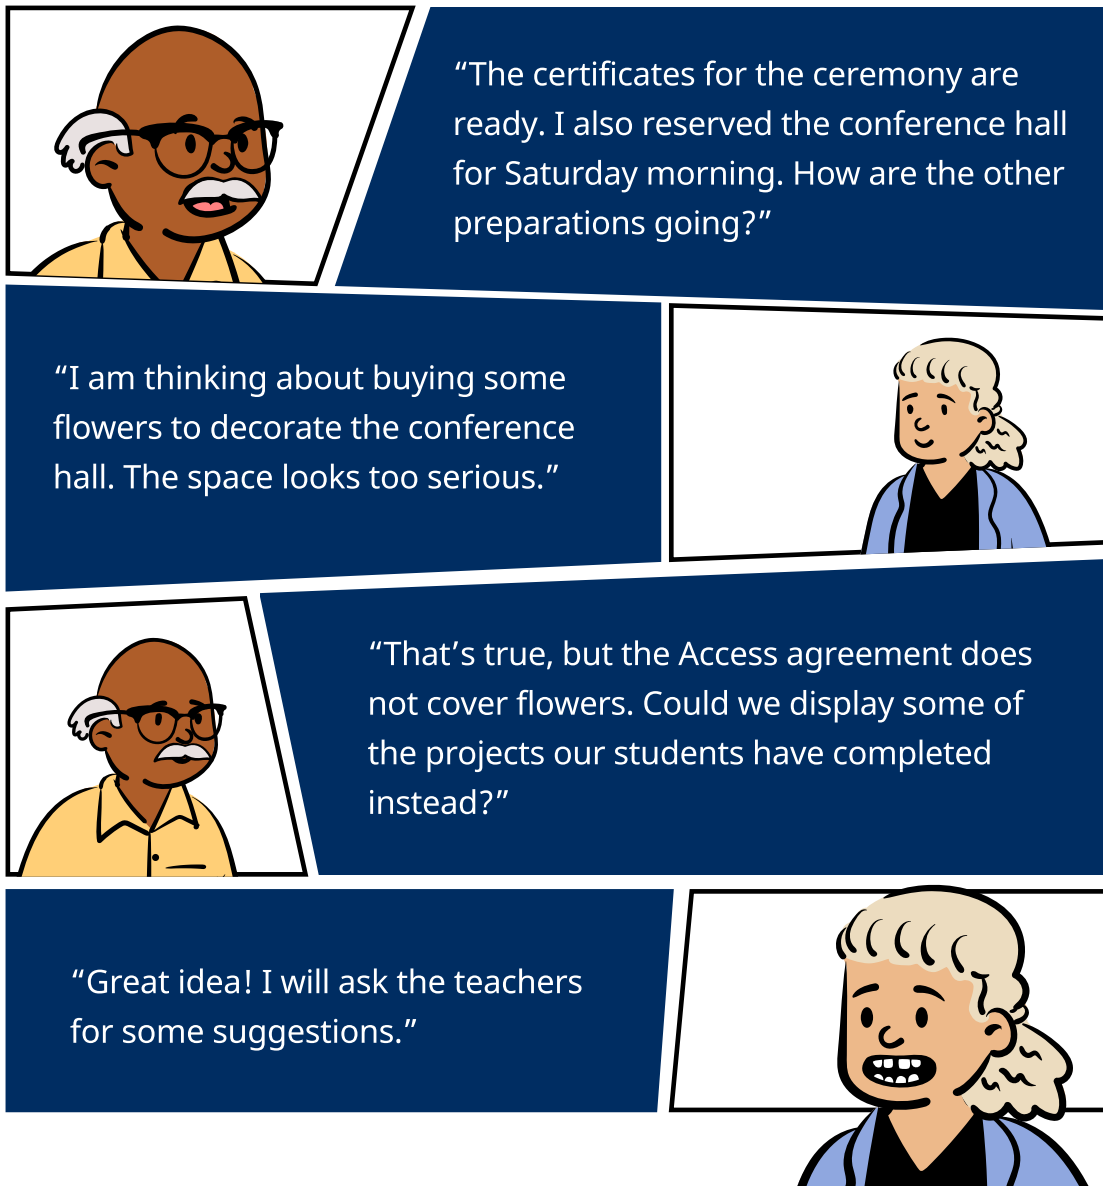 “The certificates for the ceremony are
ready. I also reserved the conference hall
for Saturday morning. How are the other
preparations going?”
“I am thinking about buying some
flowers to decorate the conference
hall. The space looks too serious.”
“That’s true, but the Access agreement does
not cover flowers. Could we display some of
the projects our students have completed
instead?”
“Great idea! I will ask the teachers
for some suggestions.”